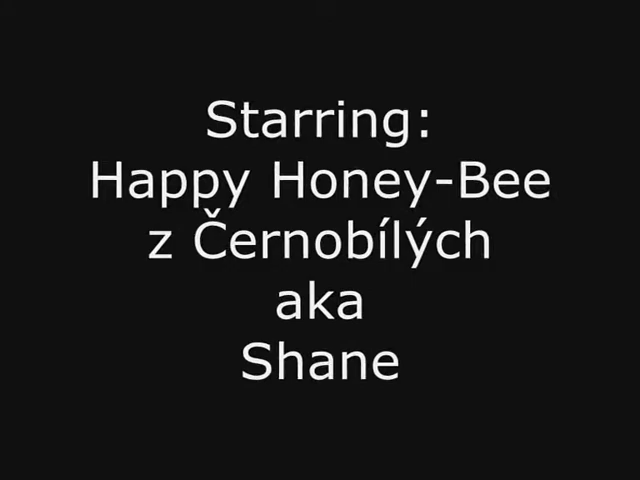 Starring:
Happy Honey-Bee
z Černobílých
aka
Shane